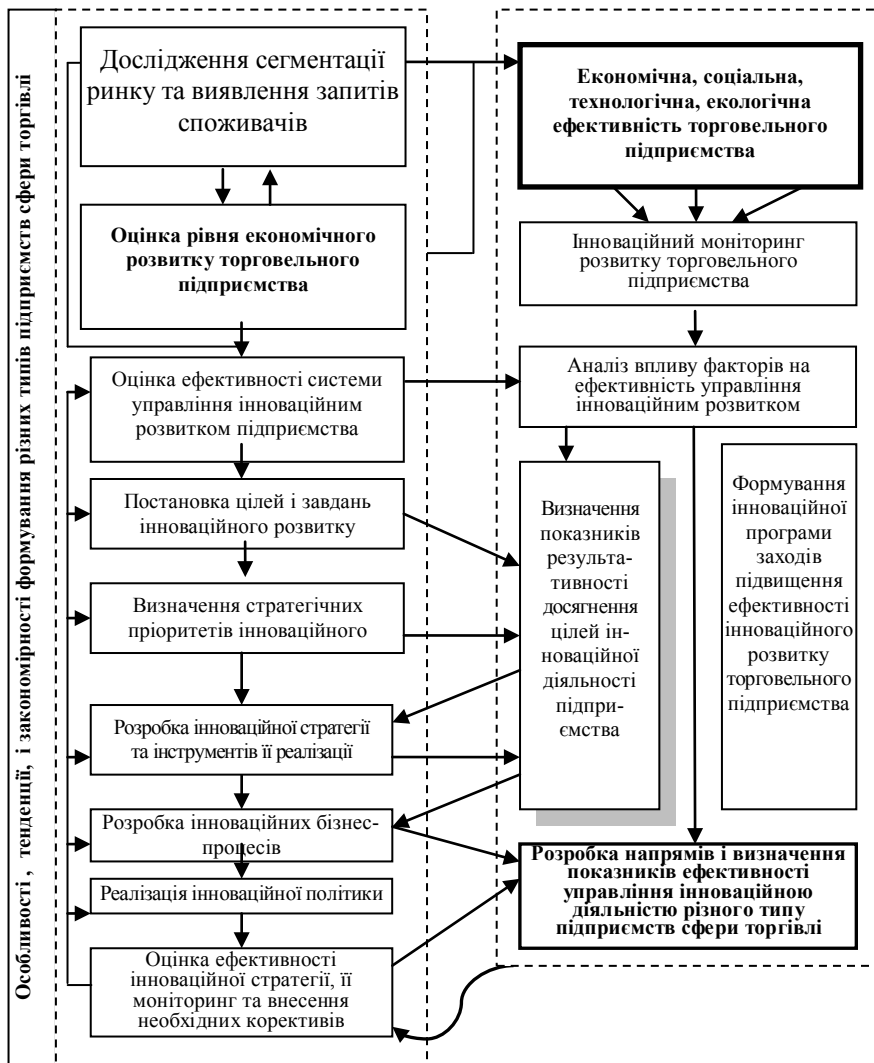 Особливості, тенденції, і закономірності формування різних типів підприємств сфери торгівлі
Дослідження сегментації
ринку та виявлення запитів
споживачів
Оцінка рівня економічного
розвитку торговельного
підприємства
Оцінка ефективності системи
управління інноваційним
розвитком підприємства
Постановка цілей і завдань
інноваційного розвитку
Визначення стратегічних
пріоритетів інноваційного
Розробка інноваційної стратегії
та інструментів її реалізації
Розробка інноваційних бізнес-
процесів
Реалізація інноваційної політики
Оцінка ефективності
інноваційної стратегії, її
моніторинг та внесення
необхідних корективів
Економічна, соціальна,
технологічна, екологічна
ефективність торговельного
підприємства
Інноваційний моніторинг
розвитку торговельного
підприємства
Аналіз впливу факторів на
ефективність управління
інноваційним розвитком
Визначення
показників
результа-
тивності
досягнення
цілей ін-
новаційної
діяльності
підпри-
ємства
Формування
інноваційної
програми
заходів
підвищення
ефективності
інноваційного
розвитку
торговельного
підприємства
Розробка напрямів і визначення
показників ефективності
управління інноваційною
діяльністю різного типу
підприємств сфери торгівлі